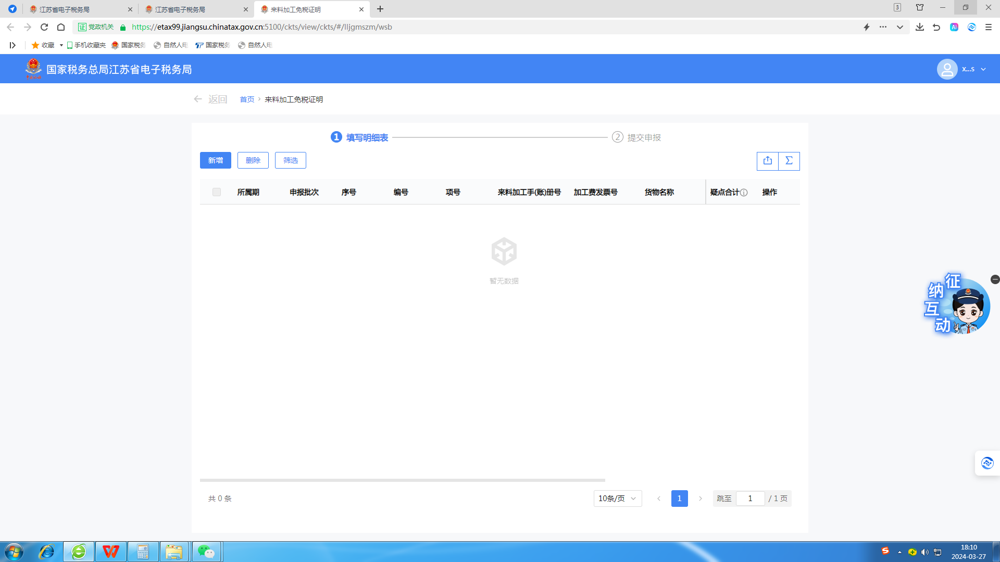 江苏省电子税务局
江苏省电子税务局
来料加工免税证明
3
证 党政机关 https://etax99.jiangsu.chinatax.gov.cn:5100/ckts/view/ckts/#/lljgmszm/wsb
AI
收藏 手机收藏夹 国家税务 自然人电 国家税务 自然人电
国家税务总局江苏省电子税务局
x...s
返回 首页 > 来料加工免税证明
1 填写明细表 2 提交申报
新增 删除 筛选
所属期 申报批次 序号 编号 项号 来料加工手(账)册号 加工费发票号 货物名称 疑点合计 操作
暂无数据
征
纳
互
动
共 0 条 10条/页 < 1 > 跳至 1 / 1 页
18:10
2024-03-27